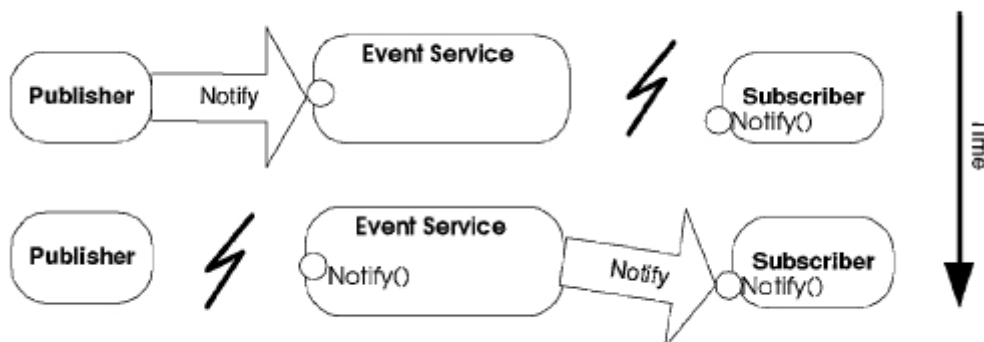 Event Service
Publisher
Notify
Subscriber
Notify()
Time
Event Service
Publisher
Notify()
Notify
Subscriber
Notify()